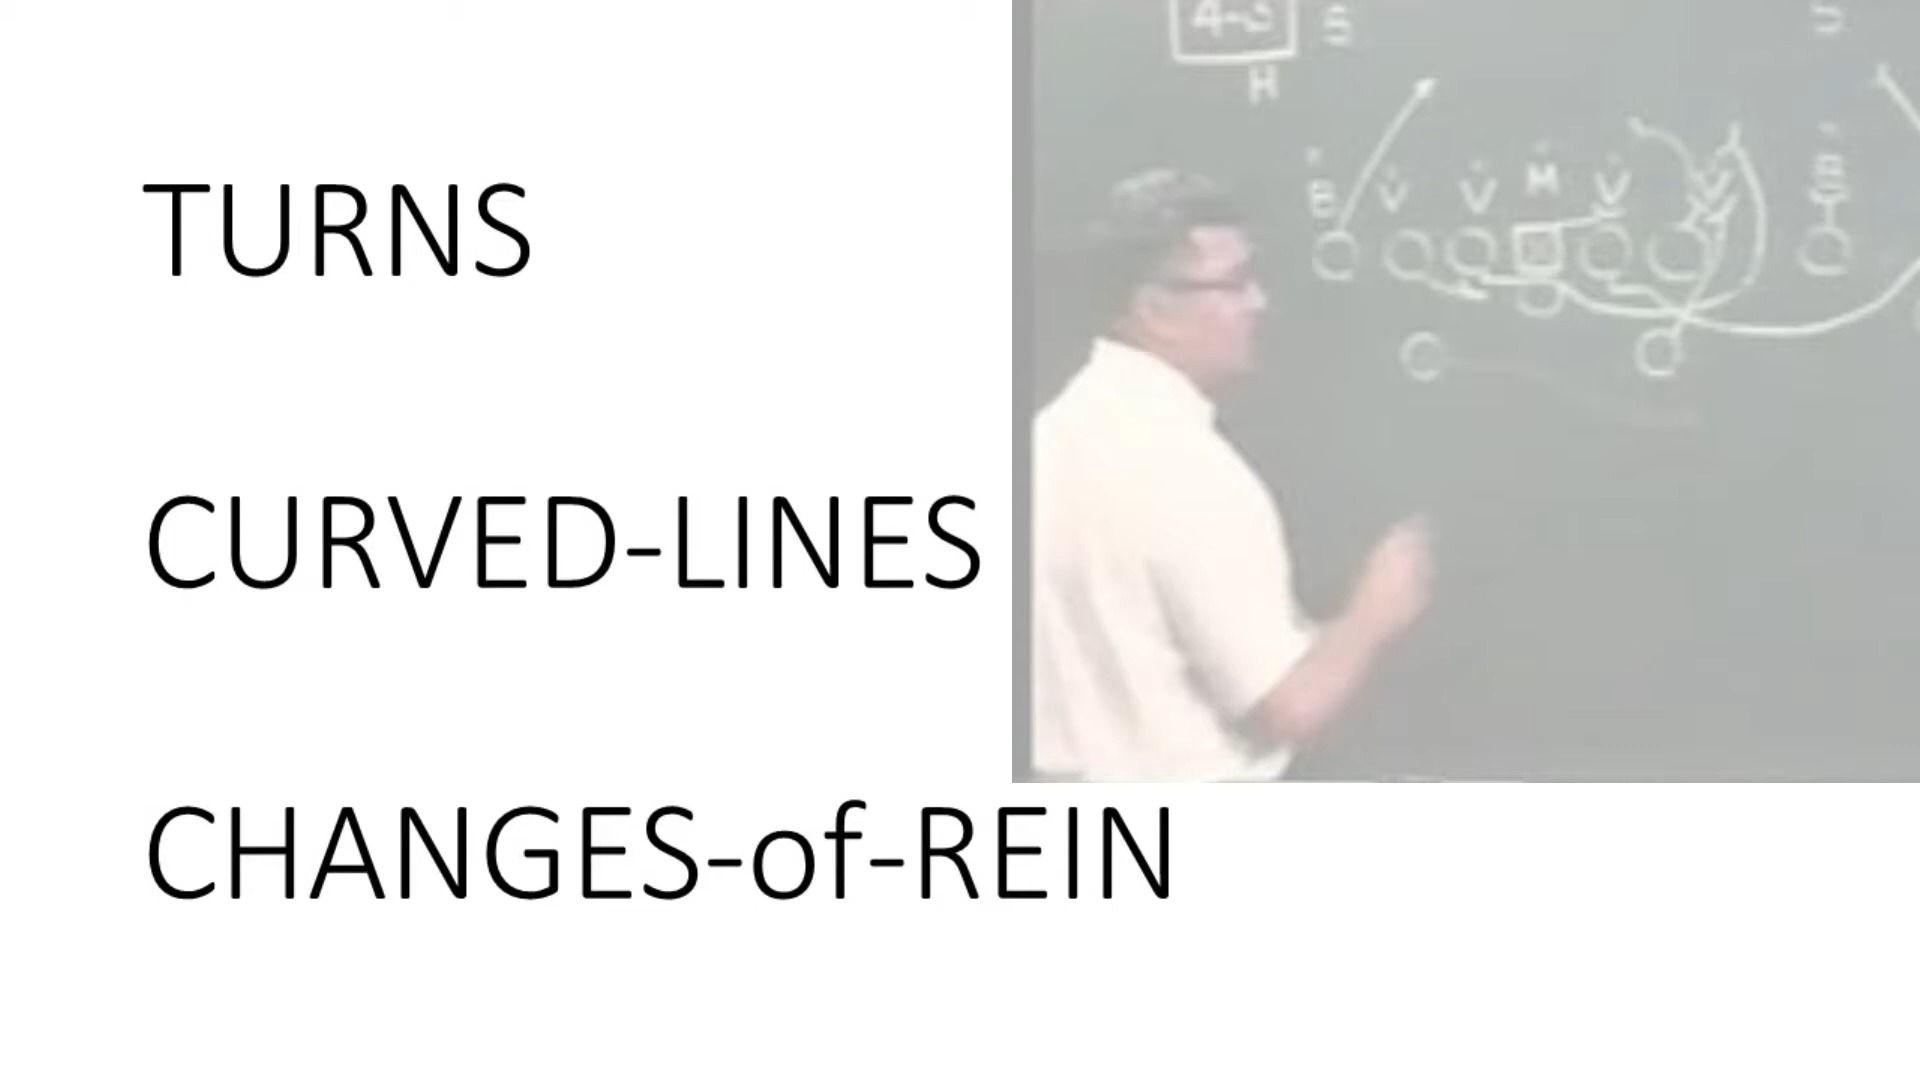 TURNS
CURVED-LINES
CHANGES-of-REIN
S
H
B V V M V